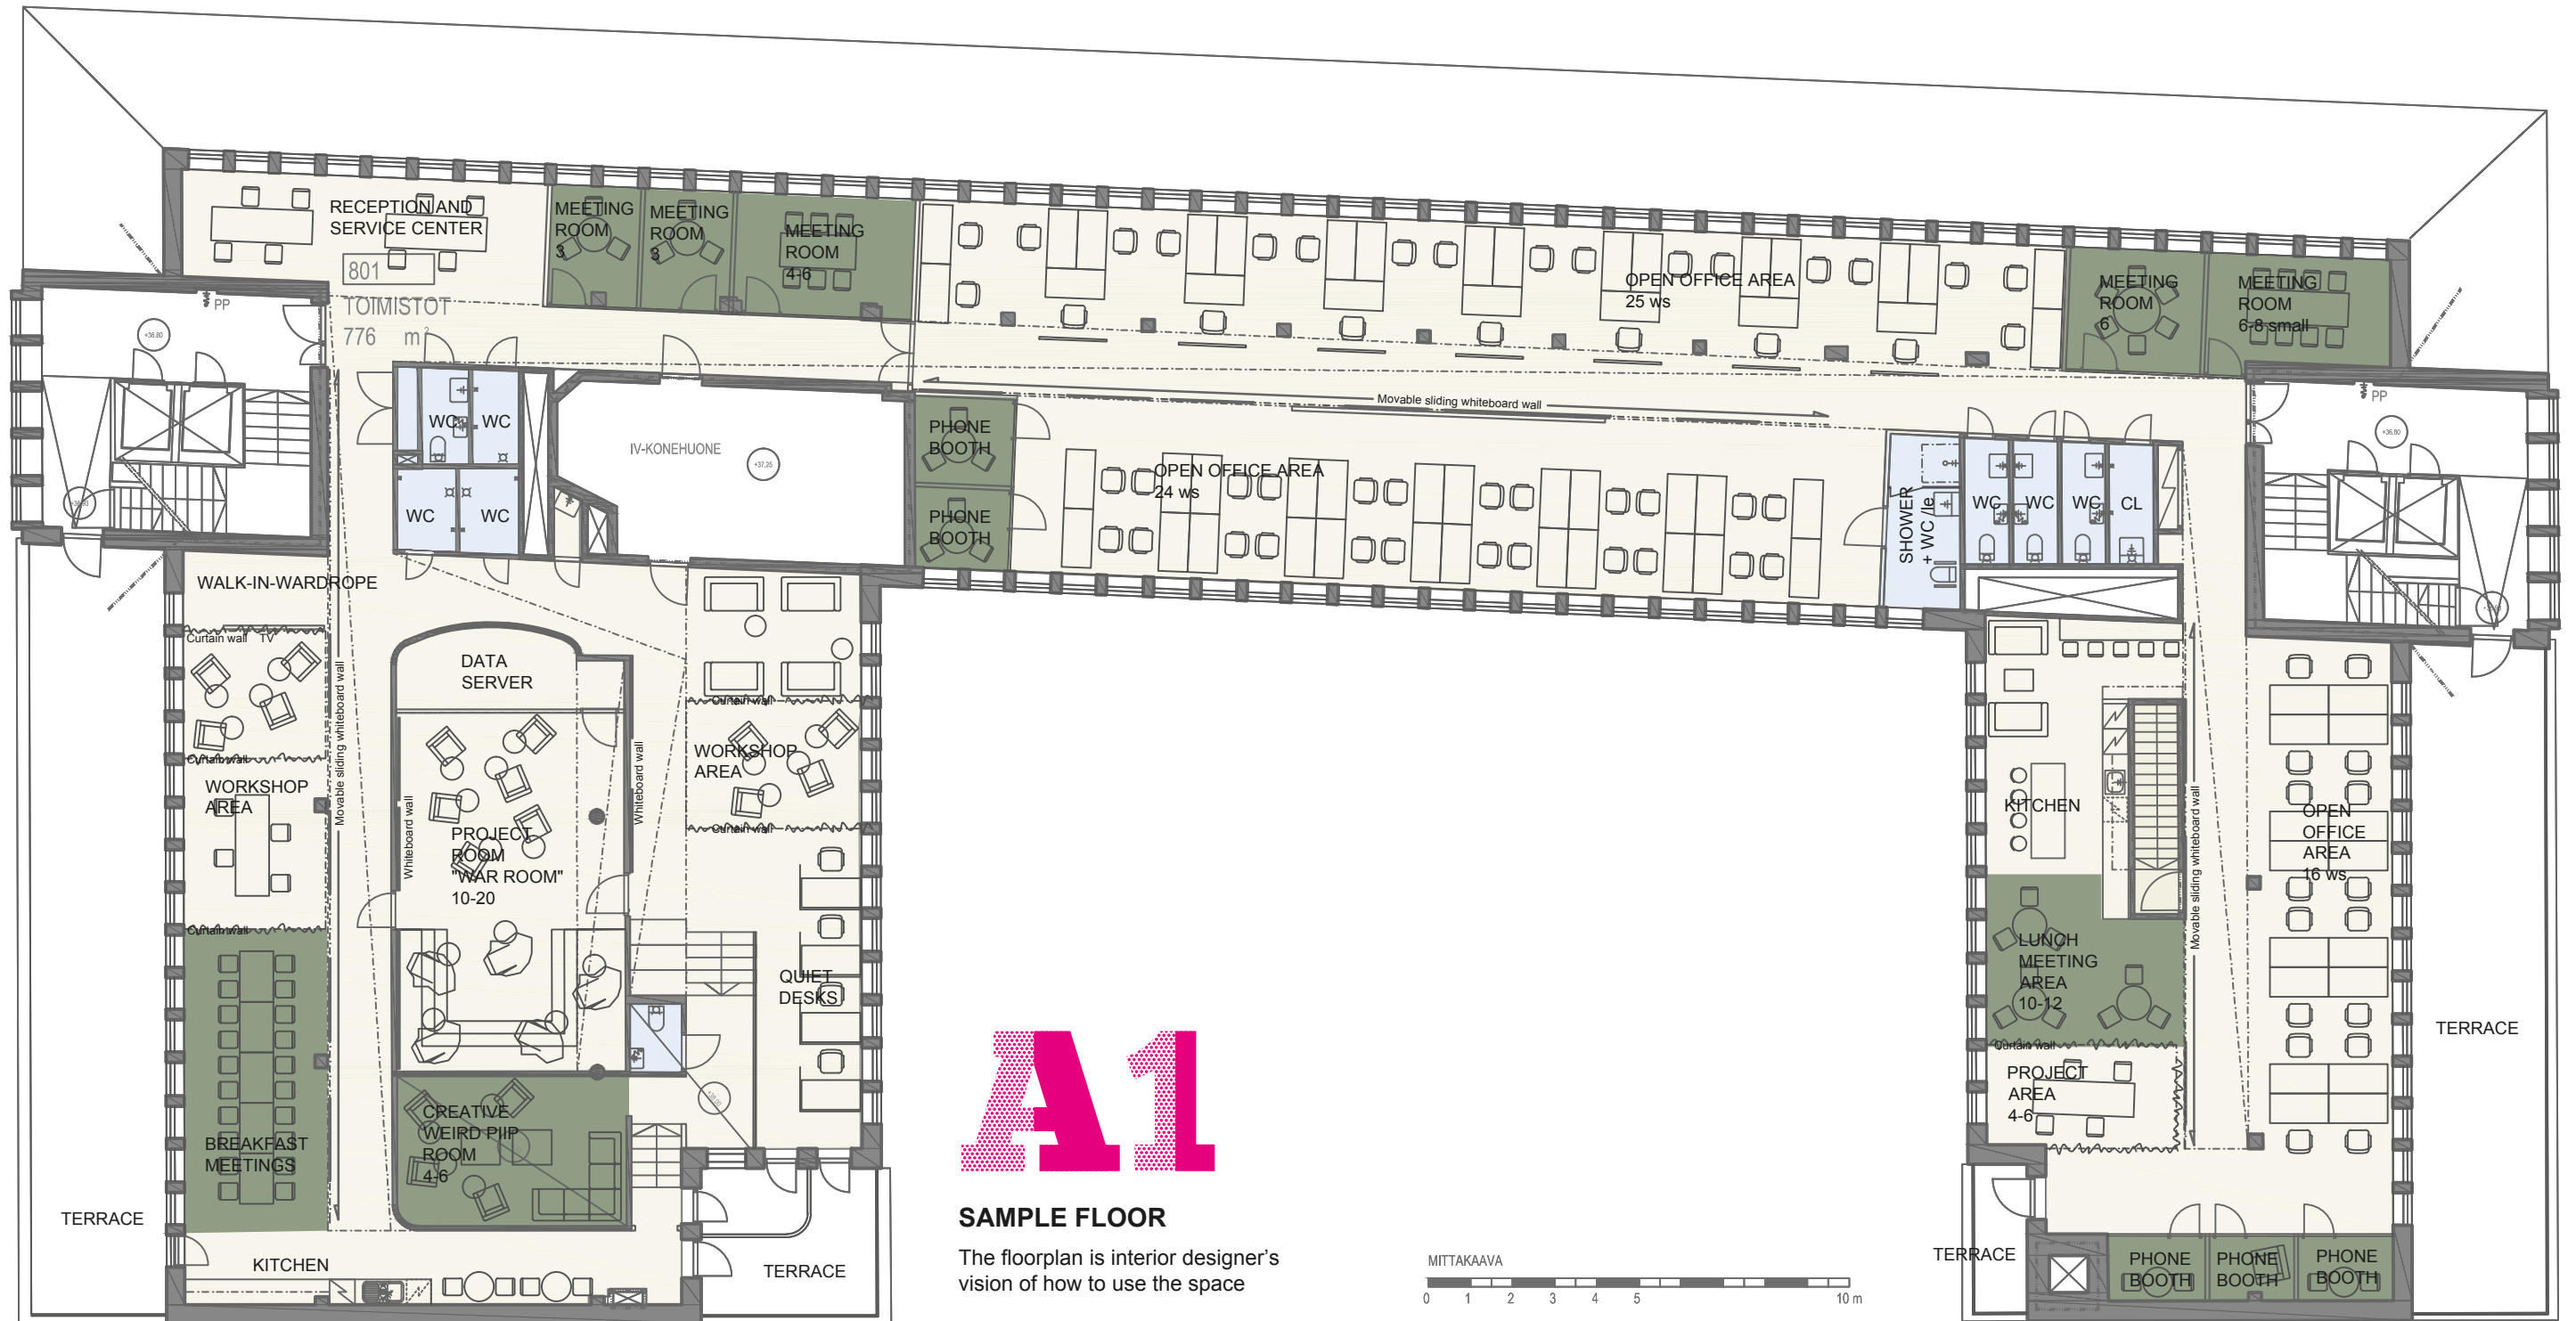 RECEPTION AND
SERVICE CENTER
801
TOIMISTOT
776 m²
MEETING
ROOM
3
MEETING
ROOM
3
MEETING
ROOM
4-6
OPEN OFFICE AREA
25 ws
MEETING
ROOM
6
MEETING
ROOM
6-8 small
PP
+38.80
PP
+36.80
Movable sliding whiteboard wall
WC
WC
WC
WC
IV-KONEHUONE
+37.25
PHONE
BOOTH
PHONE
BOOTH
OPEN OFFICE AREA
24 ws
SHOWER
+ WC /le
WC
WC
WC
CL
WALK-IN-WARDROPE
Curtain wall
TV
Curtain wall
WORKSHOP
AREA
Curtain wall
Movable sliding whiteboard wall
BREAKFAST
MEETINGS
DATA
SERVER
Whiteboard wall
PROJECT
ROOM
"WAR ROOM"
10-20
Whiteboard wall
CREATIVE
WEIRD PIIP
ROOM
4-6
Curtain wall
WORKSHOP
AREA
Curtain wall
QUIET
DESKS
KITCHEN
TERRACE
TERRACE
KITCHEN
Movable sliding whiteboard wall
OPEN
OFFICE
AREA
16 ws
LUNCH
MEETING
AREA
10-12
Curtain wall
PROJECT
AREA
4-6
TERRACE
TERRACE
PHONE
BOOTH
PHONE
BOOTH
PHONE
BOOTH
A1
SAMPLE FLOOR
The floorplan is interior designer's
vision of how to use the space
MITTAKAAVA
0 1 2 3 4 5 10 m